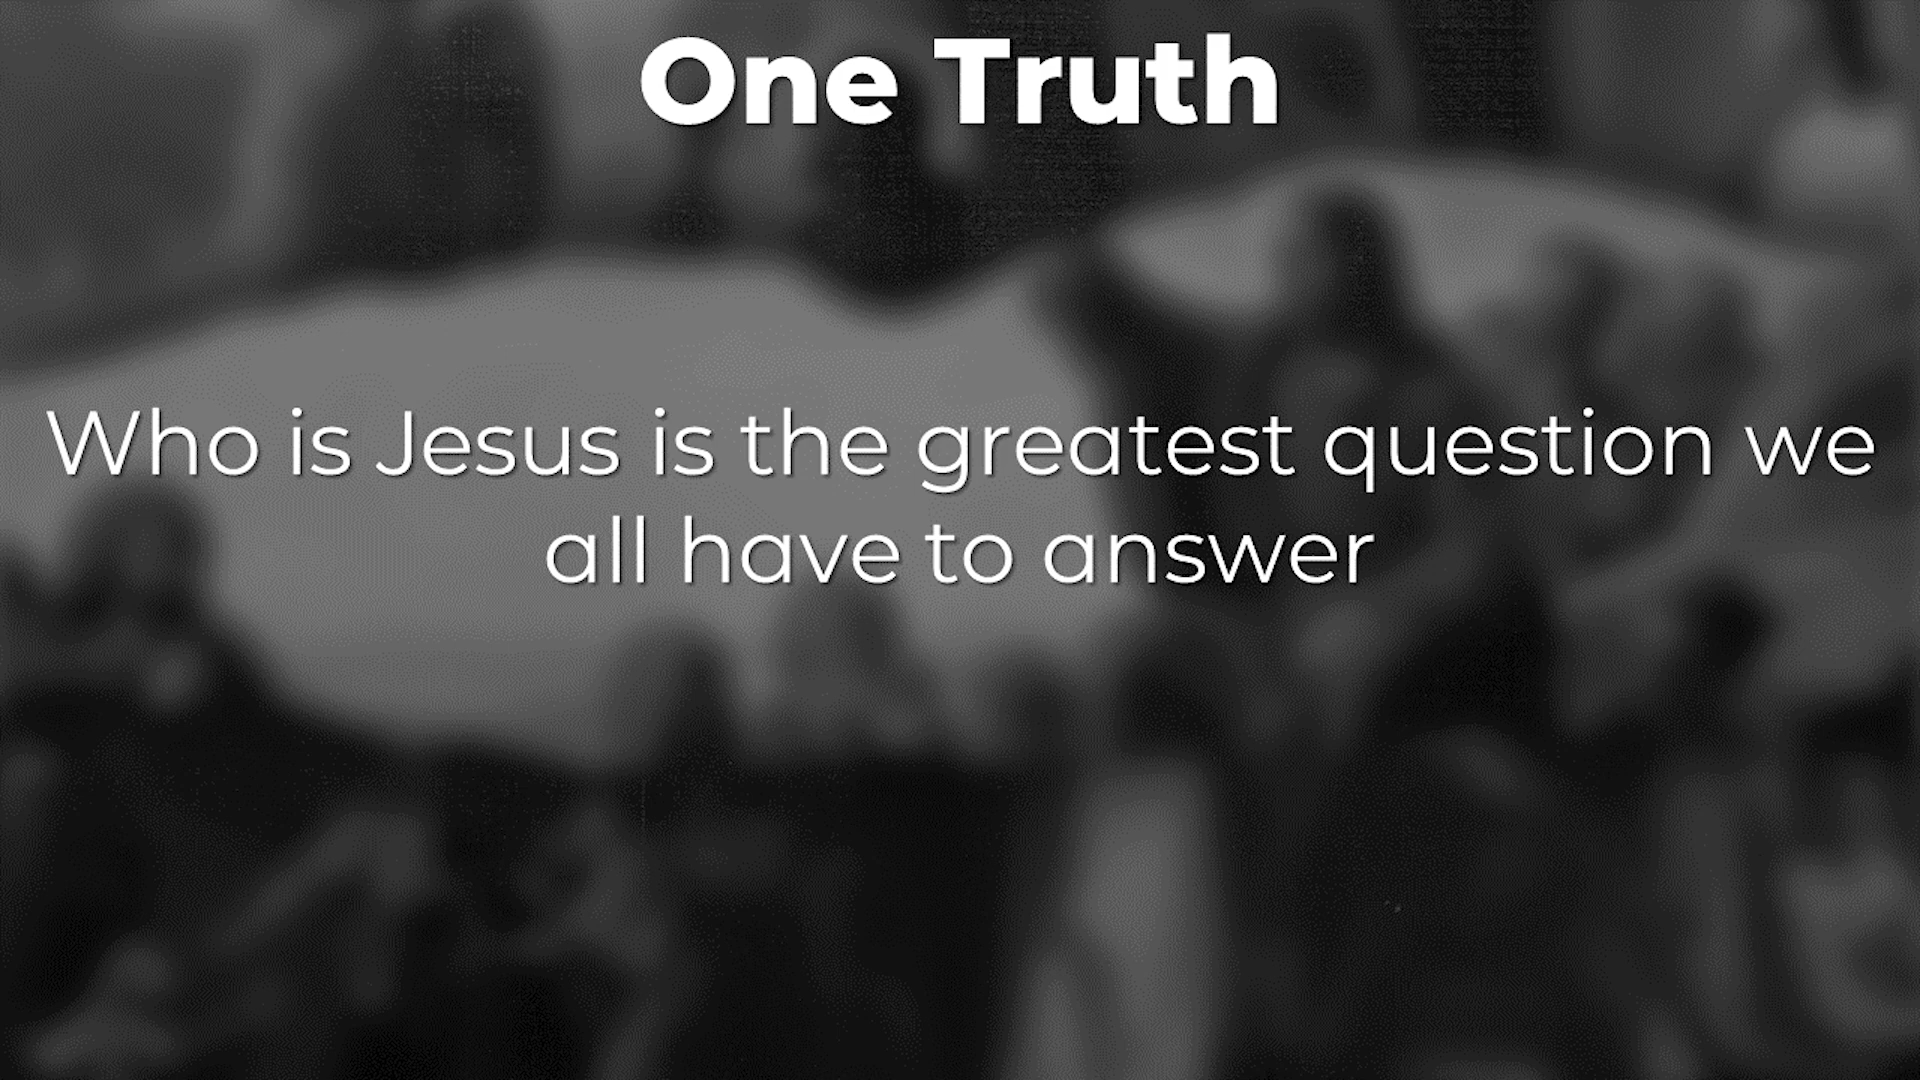 One Truth
Who is Jesus is the greatest question we
all have to answer